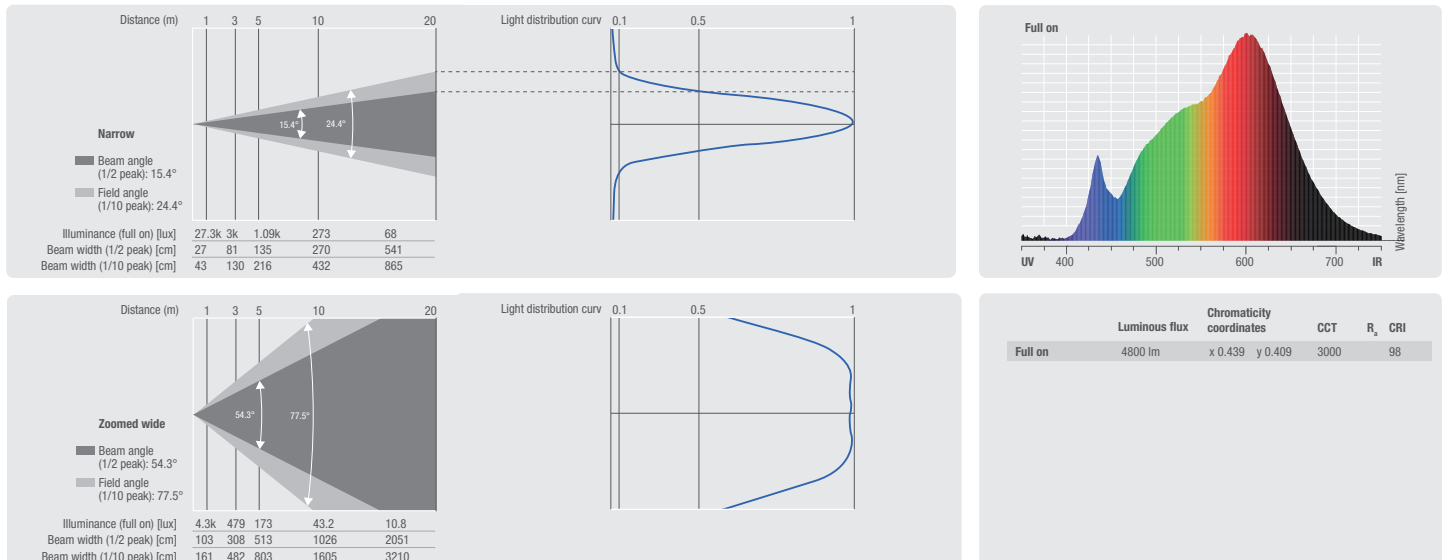 Distance (m) 1 3 5 10 20
Light distribution curv 0.1 0.5 1
15.4° 24.4°
Narrow
Beam angle
(1/2 peak): 15.4°
Field angle
(1/10 peak): 24.4°
Illuminance (full on) [lux] 27.3k 3k 1.09k 273 68
Beam width (1/2 peak) [cm] 27 81 135 270 541
Beam width (1/10 peak) [cm] 43 130 216 432 865
Full on
Wavelength [nm]
UV 400 500 600 700 IR
Distance (m) 1 3 5 10 20
Light distribution curv 0.1 0.5 1
54.3° 77.5°
Zoomed wide
Beam angle
(1/2 peak): 54.3°
Field angle
(1/10 peak): 77.5°
Illuminance (full on) [lux] 4.3k 479 173 43.2 10.8
Beam width (1/2 peak) [cm] 103 308 513 1026 2051
Beam width (1/10 peak) [cm] 161 482 803 1605 3210
Luminous flux Chromaticity coordinates CCT Ra CRI
Full on 4800 lm x 0.439 y 0.409 3000 98